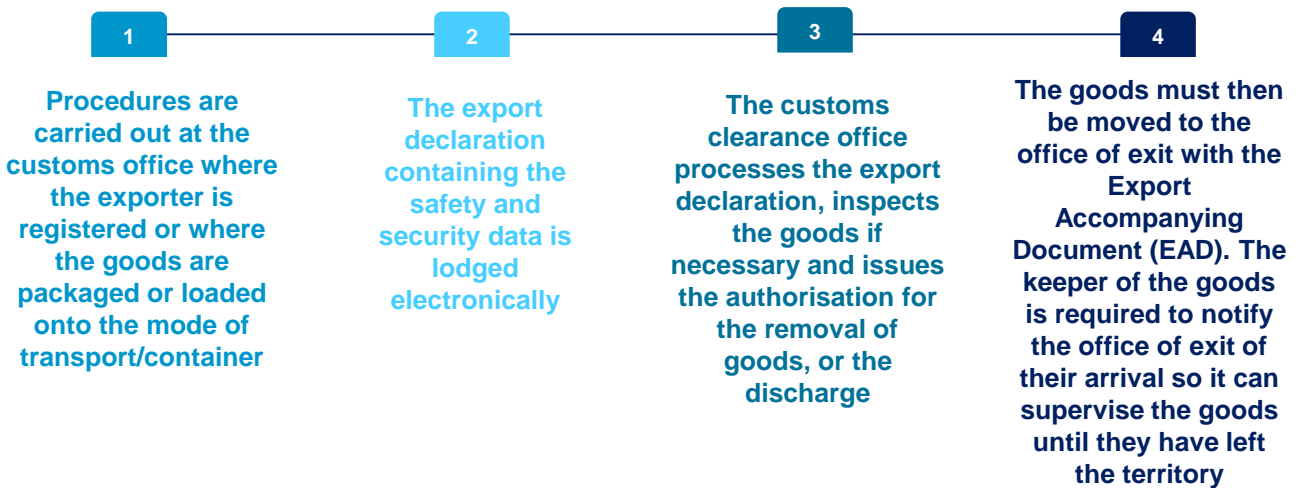 1
Procedures are
carried out at the
customs office where
the exporter is
registered or where
the goods are
packaged or loaded
onto the mode of
transport/container
2
The export
declaration
containing the
safety and
security data is
lodged
electronically
3
The customs
clearance office
processes the export
declaration, inspects
the goods if
necessary and issues
the authorisation for
the removal of
goods, or the
discharge
4
The goods must then
be moved to the
office of exit with the
Export
Accompanying
Document (EAD). The
keeper of the goods
is required to notify
the office of exit of
their arrival so it can
supervise the goods
until they have left
the territory